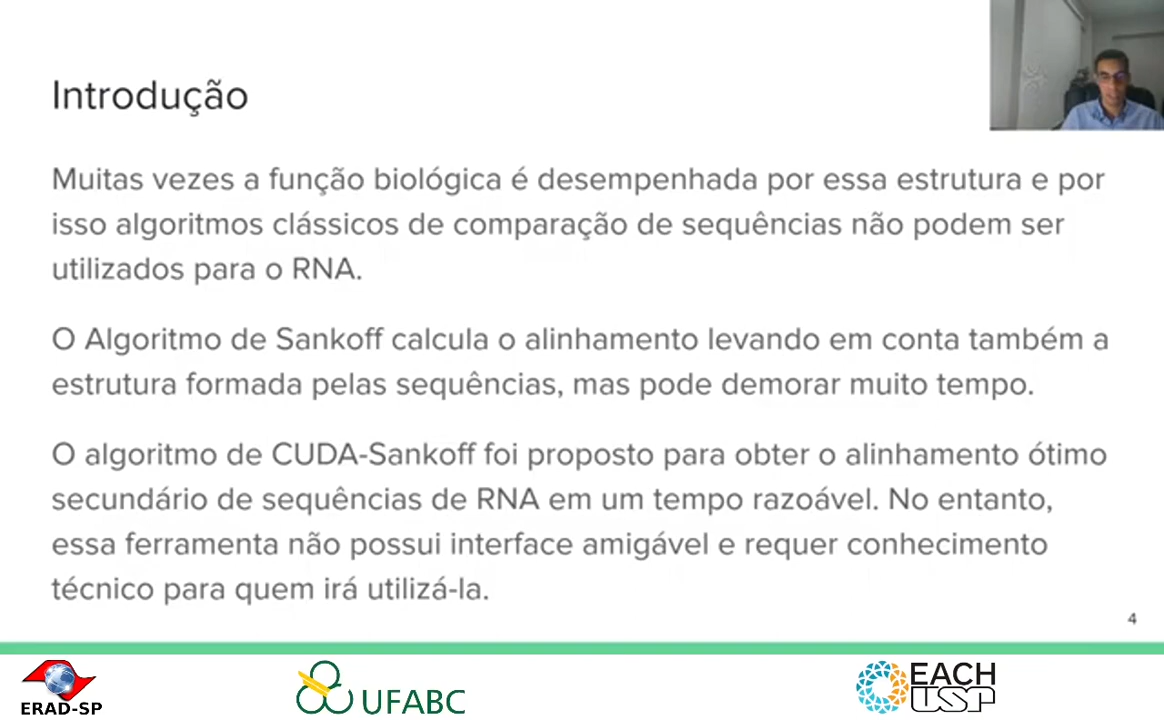 Introdução
Muitas vezes a função biológica é desempenhada por essa estrutura e por
isso algoritmos clássicos de comparação de sequências não podem ser
utilizados para o RNA.
O Algoritmo de Sankoff calcula o alinhamento levando em conta também a
estrutura formada pelas sequências, mas pode demorar muito tempo.
O algoritmo de CUDA-Sankoff foi proposto para obter o alinhamento ótimo
secundário de sequências de RNA em um tempo razoável. No entanto,
essa ferramenta não possui interface amigável e requer conhecimento
técnico para quem irá utilizá-la.
4
ERAD-SP
UFABC
EACH
USP